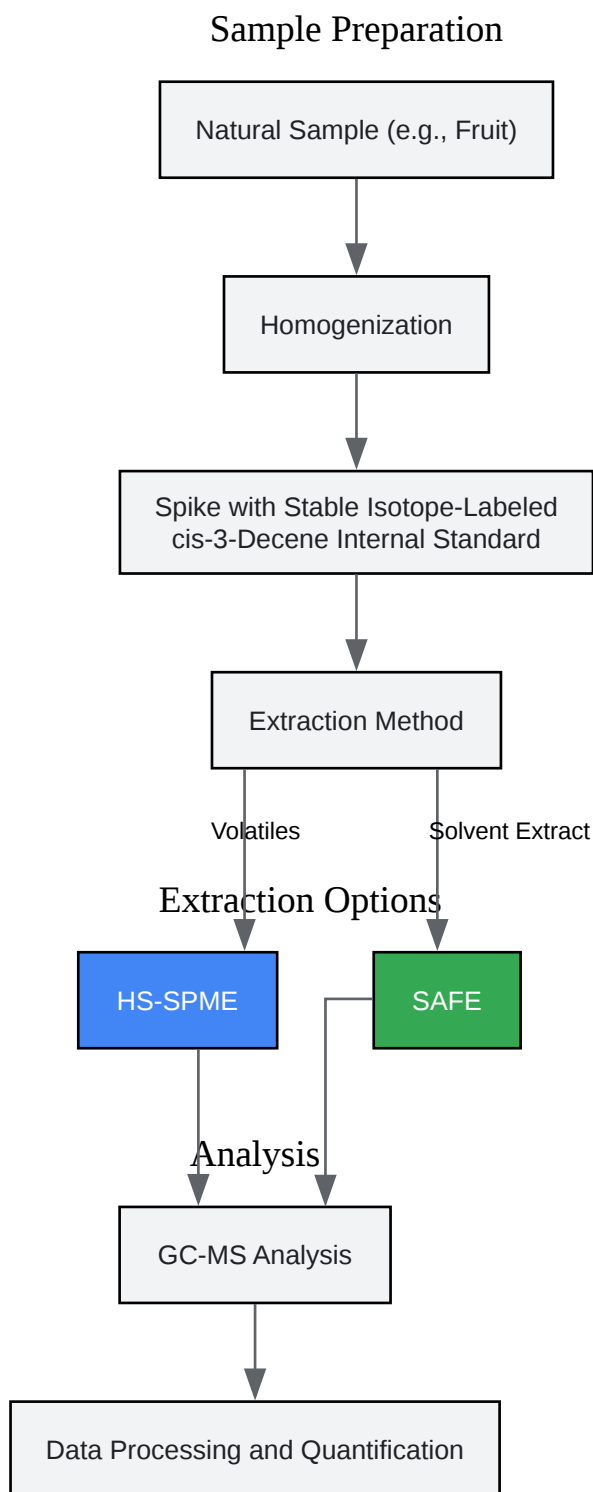 Sample Preparation
Natural Sample (e.g., Fruit)
Homogenization
Spike with Stable Isotope-Labeled
cis-3-Decene Internal Standard
Extraction Method
Volatiles
Solvent Extract
Extraction Options
HS-SPME
SAFE
Analysis
GC-MS Analysis
Data Processing and Quantification